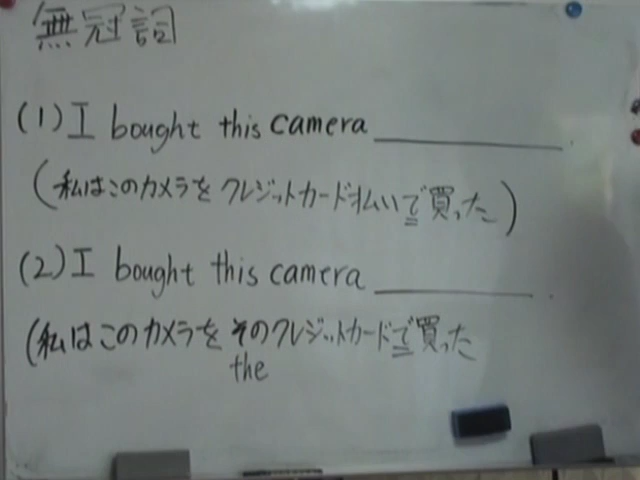 無冠詞
(1) I bought this camera ______.
(私はこのカメラをクレジットカード払いで買った)
(2) I bought this camera ______.
(私はこのカメラをそのクレジットカードで買った
the